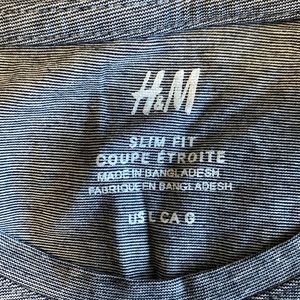 H&M
SLIM FIT
COUPE ÉTROITE
MADE IN BANGLADESH
FABRIQUÉ EN BANGLADESH
US L CA G